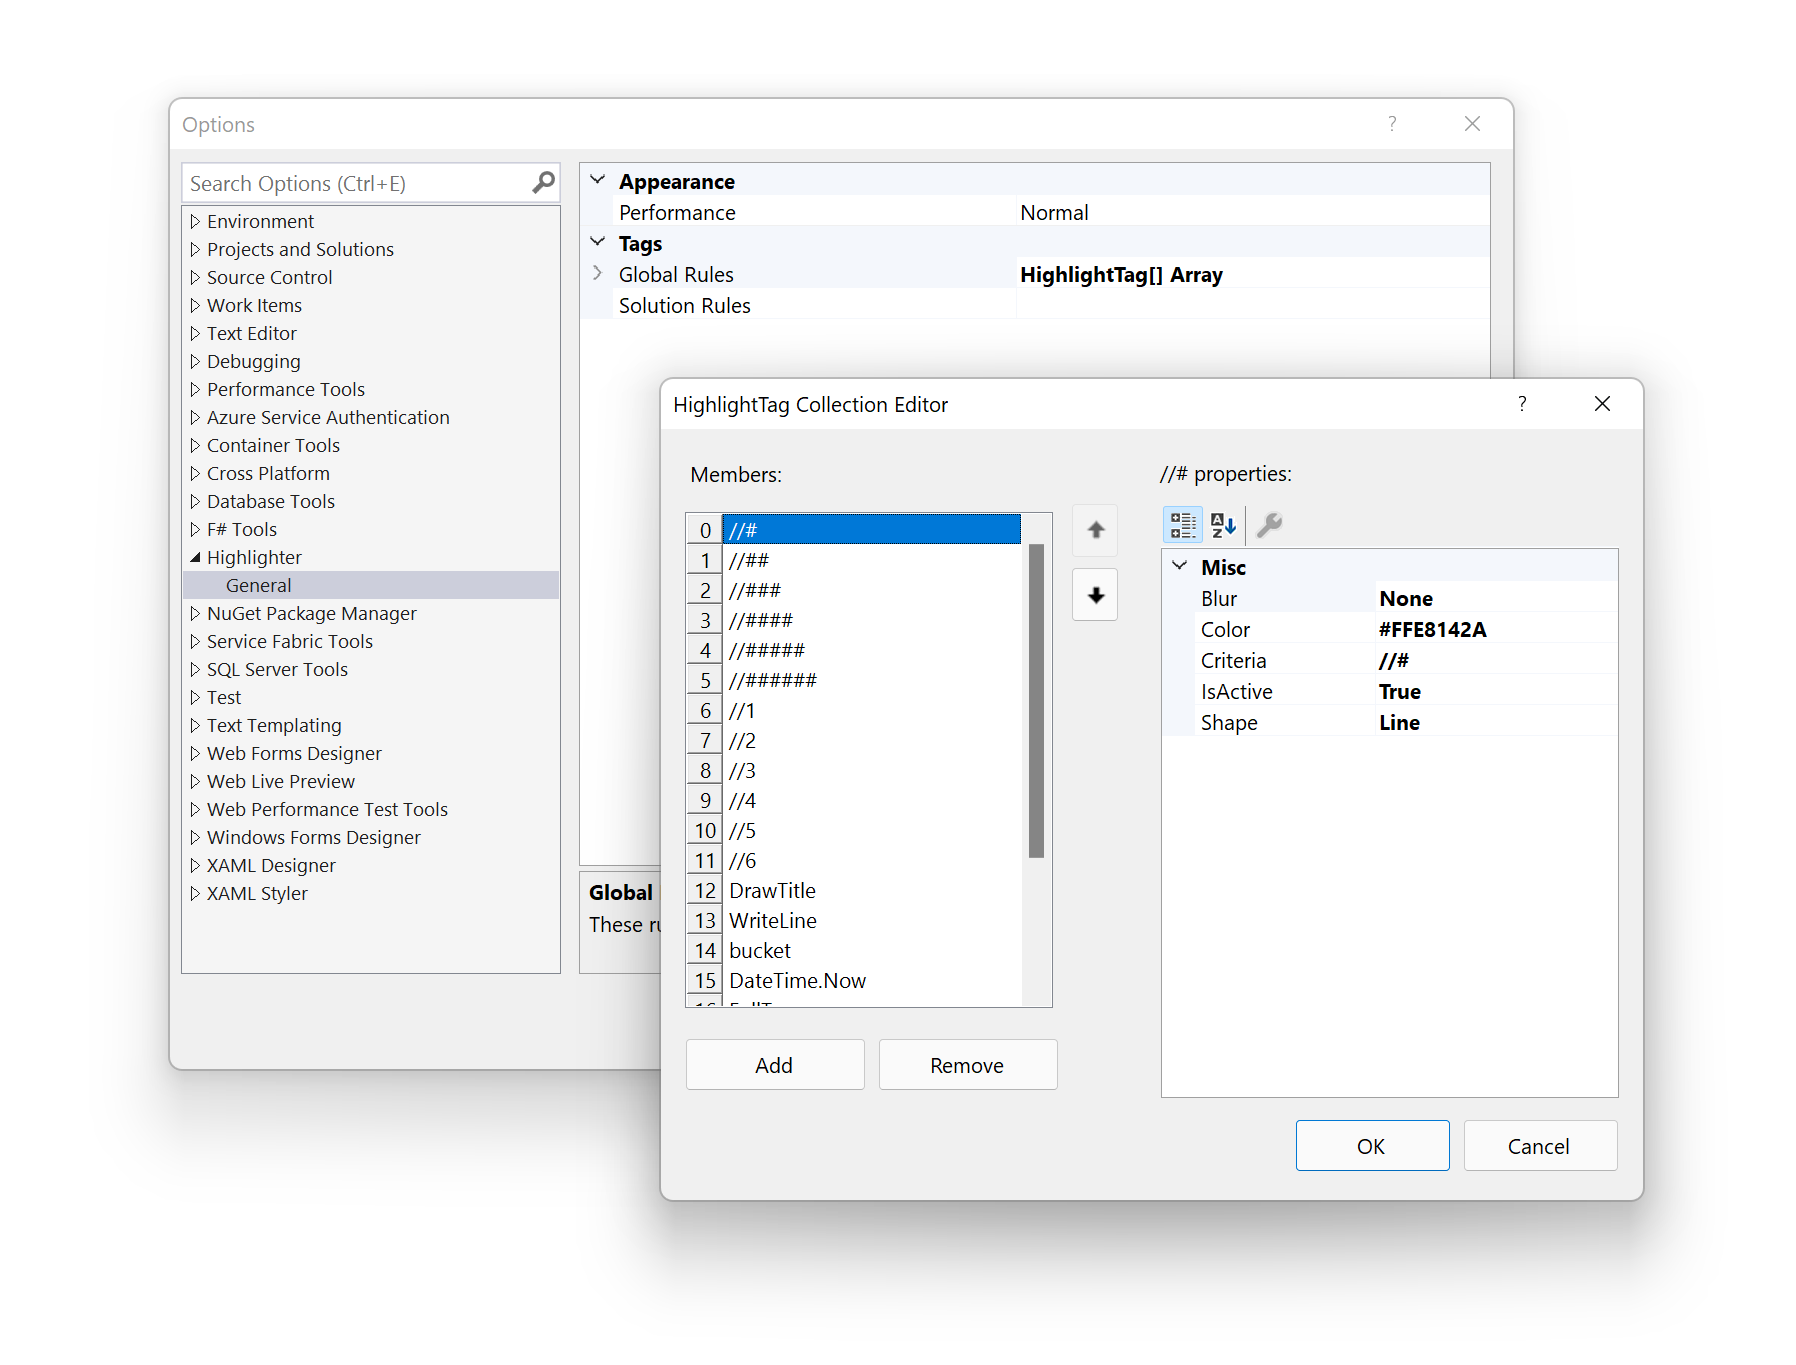 Options
?
Search Options (Ctrl+E)
Environment
Projects and Solutions
Source Control
Work Items
Text Editor
Debugging
Performance Tools
Azure Service Authentication
Container Tools
Cross Platform
Database Tools
F# Tools
Highlighter
General
NuGet Package Manager
Service Fabric Tools
SQL Server Tools
Test
Text Templating
Web Forms Designer
Web Live Preview
Web Performance Test Tools
Windows Forms Designer
XAML Designer
XAML Styler
Appearance
Performance Normal
Tags
Global Rules HighlightTag[] Array
Solution Rules
Global
These
HighlightTag Collection Editor
?
Members:
0 //#
1 //##
2 //###
3 //####
4 //#####
5 //######
6 //1
7 //2
8 //3
9 //4
10 //5
11 //6
12 DrawTitle
13 WriteLine
14 bucket
15 DateTime.Now
Add
Remove
//# properties:
Misc
Blur None
Color #FFE8142A
Criteria //#
IsActive True
Shape Line
OK
Cancel